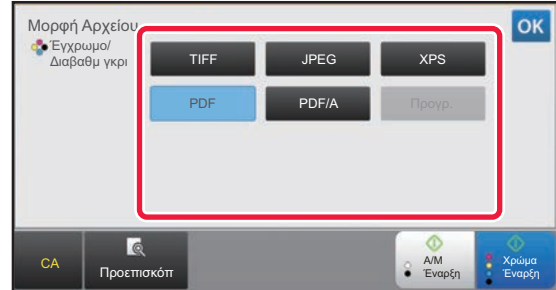 Μορφή Αρχείου
OK
Έγχρωμο/
Διαβαθμ γκρι
TIFF JPEG XPS
PDF PDF/A Προγρ.
CA
Προεπισκόπ
Α/Μ
Έναρξη
Χρώμα
Έναρξη